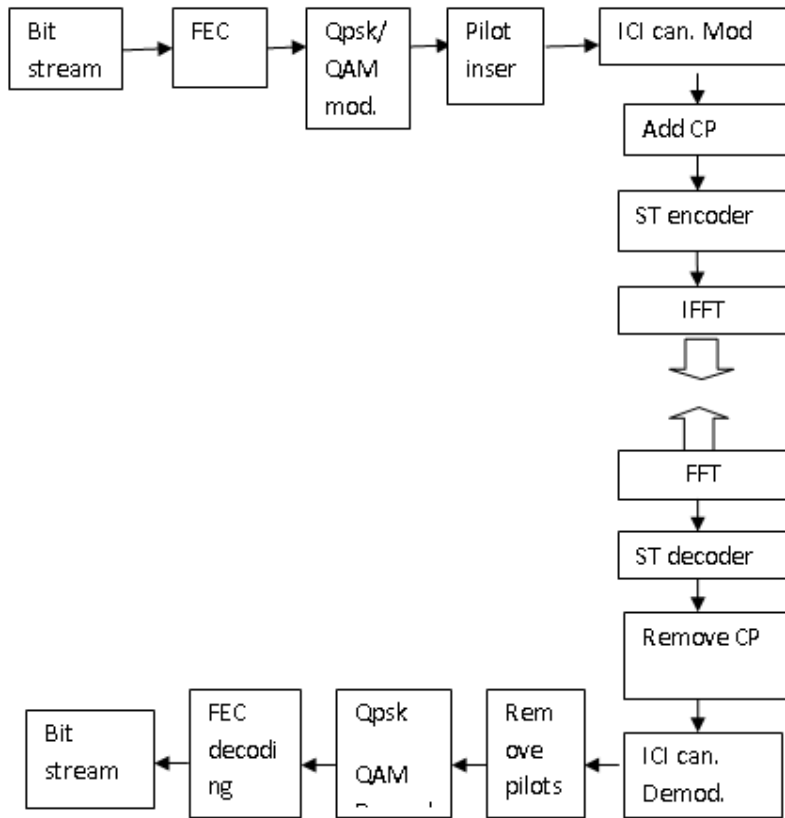 Bit
stream
FEC
Qpsk/
QAM
mod.
Pilot
inser
ICI can. Mod
Add CP
ST encoder
IFFT
FFT
ST decoder
Remove CP
ICI can.
Demod.
Rem
ove
pilots
Qpsk
QAM
FEC
decodi
ng
Bit
stream